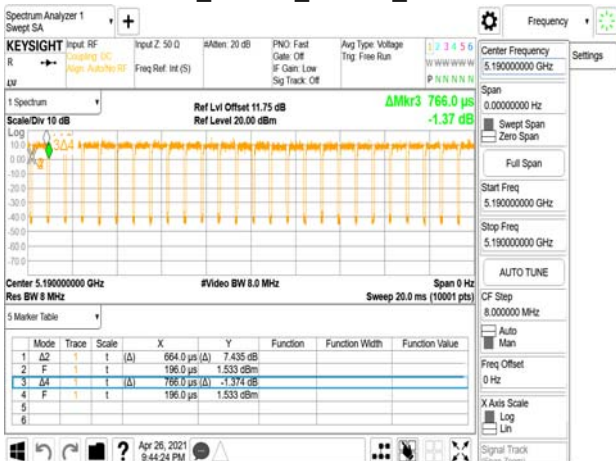 Spectrum Analyzer 1
Swept SA
+
Frequency
Settings
KEYSIGHT
R
Input: RF
Coupling: DC
Align: Auto/No RF
Input Z: 50 Ω
Freq Ref: Int (S)
#Atten: 20 dB
PNO: Fast
Gate: Off
IF Gain: Low
Sig Track: Off
Avg Type: Voltage
Trig: Free Run
1 2 3 4 5 6
W W W W W W
P N N N N N
1 Spectrum
Scale/Div 10 dB
Ref Lvl Offset 11.75 dB
Ref Level 20.00 dBm
ΔMkr3 766.0 µs
-1.37 dB
Log
10.0
0.00
-10.0
-20.0
-30.0
-40.0
-50.0
-60.0
-70.0
3Δ4
Center 5.190000000 GHz
Res BW 8 MHz
#Video BW 8.0 MHz
Span 0 Hz
Sweep 20.0 ms (10001 pts)
5 Marker Table
Mode Trace Scale X Y Function Function Width Function Value
1 Δ2 1 t (Δ) 664.0 µs (Δ) 7.435 dB
2 F 1 t 196.0 µs 1.533 dBm
3 Δ4 1 t (Δ) 766.0 µs (Δ) -1.374 dB
4 F 1 t 196.0 µs 1.533 dBm
5
6
?
Apr 26, 2021
9:44:24 PM
Center Frequency
5.190000000 GHz
Span
0.00000000 Hz
Swept Span
Zero Span
Full Span
Start Freq
5.190000000 GHz
Stop Freq
5.190000000 GHz
AUTO TUNE
CF Step
8.000000 MHz
Auto
Man
Freq Offset
0 Hz
X Axis Scale
Log
Lin
Signal Track